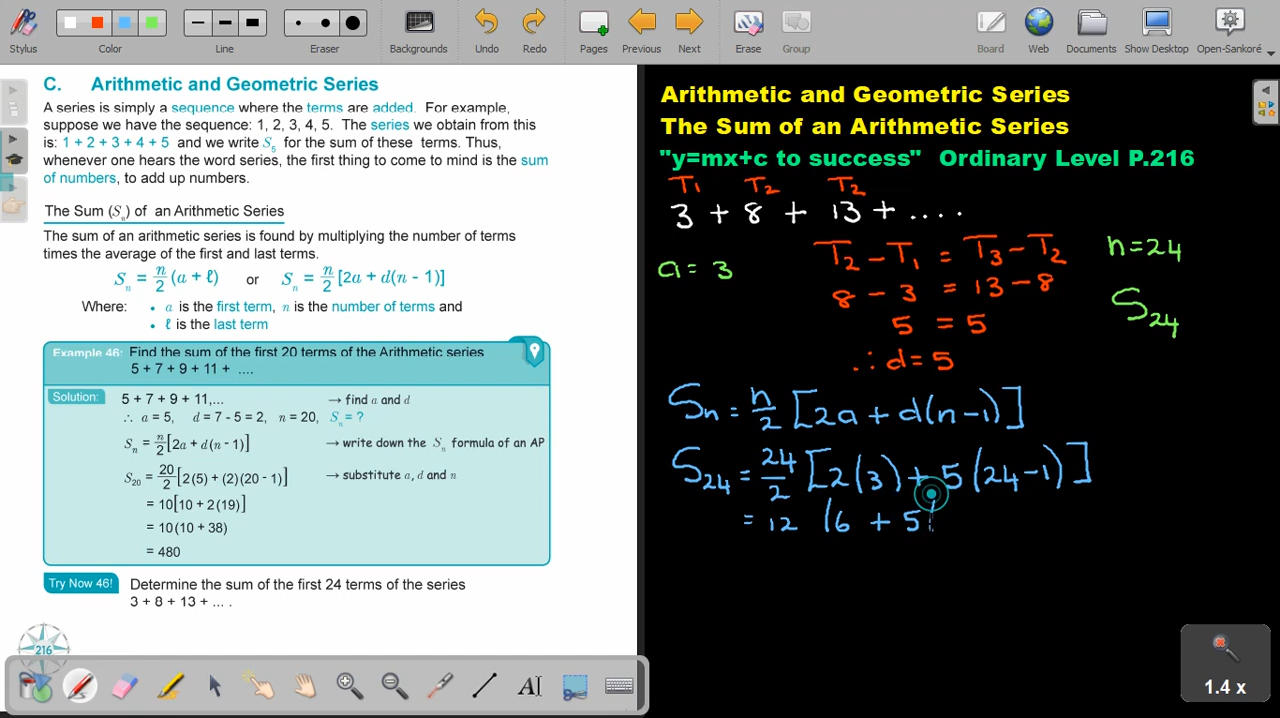 Stylus
Color
Line
Eraser
Backgrounds
Undo
Redo
Pages
Previous
Next
Erase
Group
Board
Web
Documents
Show Desktop
Open-Sankoré
C. Arithmetic and Geometric Series
A series is simply a sequence where the terms are added. For example,
suppose we have the sequence: 1, 2, 3, 4, 5. The series we obtain from this
is: 1 + 2 + 3 + 4 + 5 and we write S₅ for the sum of these terms. Thus,
whenever one hears the word series, the first thing to come to mind is the sum
of numbers, to add up numbers.
The Sum (Sₙ) of an Arithmetic Series
The sum of an arithmetic series is found by multiplying the number of terms
times the average of the first and last terms.
Sₙ = n/2 (a + ℓ) or Sₙ = n/2 [2a + d(n - 1)]
Where: • a is the first term, n is the number of terms and
• ℓ is the last term
Example 46: Find the sum of the first 20 terms of the Arithmetic series
5 + 7 + 9 + 11 + ....
Solution: 5 + 7 + 9 + 11,... → find a and d
∴ a = 5, d = 7 - 5 = 2, n = 20, Sₙ = ?
Sₙ = n/2 [2a + d(n - 1)] → write down the Sₙ formula of an AP
S₂₀ = 20/2 [2(5) + (2)(20 - 1)] → substitute a, d and n
= 10[10 + 2(19)]
= 10(10 + 38)
= 480
Try Now 46! Determine the sum of the first 24 terms of the series
3 + 8 + 13 + ... .
216
Arithmetic and Geometric Series
The Sum of an Arithmetic Series
"y=mx+c to success" Ordinary Level P.216
T₁ T₂ T₂
3 + 8 + 13 + ....
T₂ - T₁ = T₃ - T₂ n = 24
a = 3
8 - 3 = 13 - 8
5 = 5 S₂₄
∴ d = 5
Sₙ = n/2 [2a + d(n-1)]
S₂₄ = 24/2 [2(3) + 5(24-1)]
= 12 (6 + 5(
1.4 x